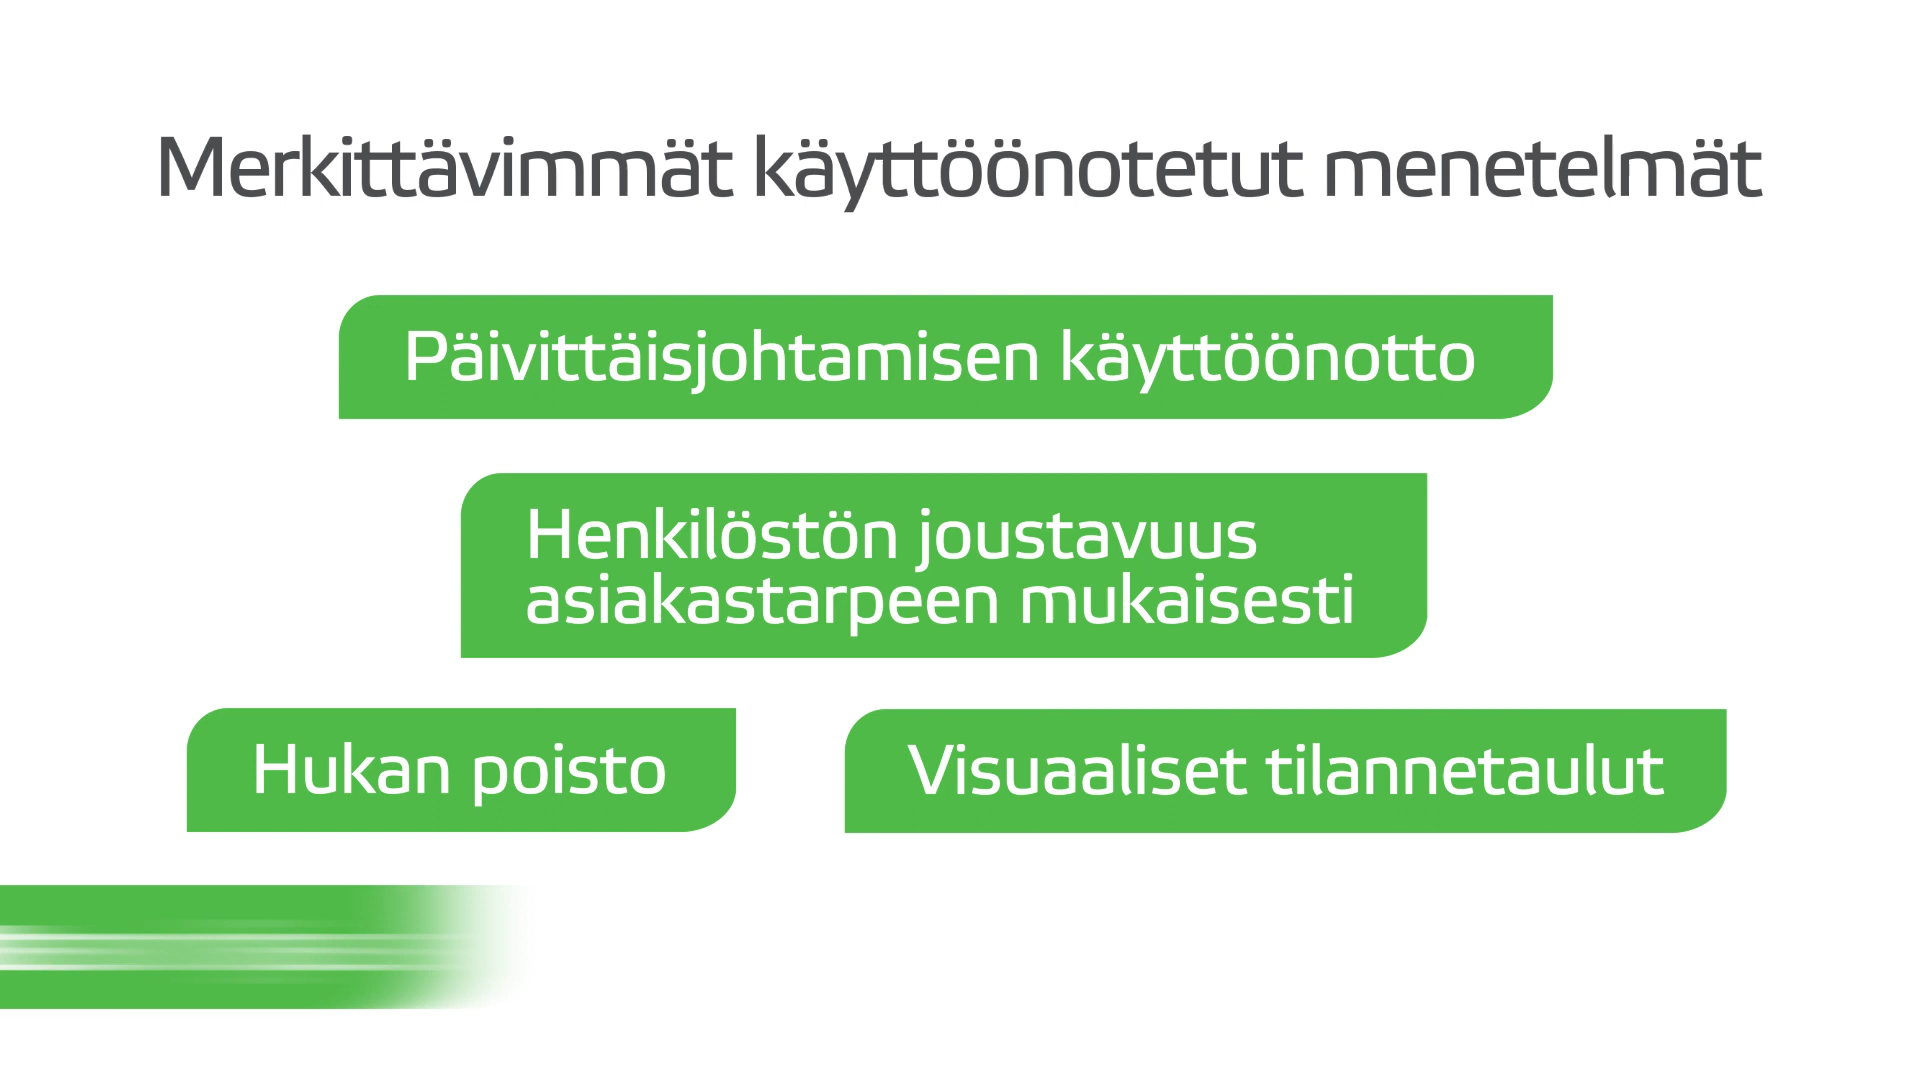 Merkittävimmät käyttöönotetut menetelmät
Päivittäisjohtamisen käyttöönotto
Henkilöstön joustavuus
asiakastarpeen mukaisesti
Hukan poisto
Visuaaliset tilannetaulut